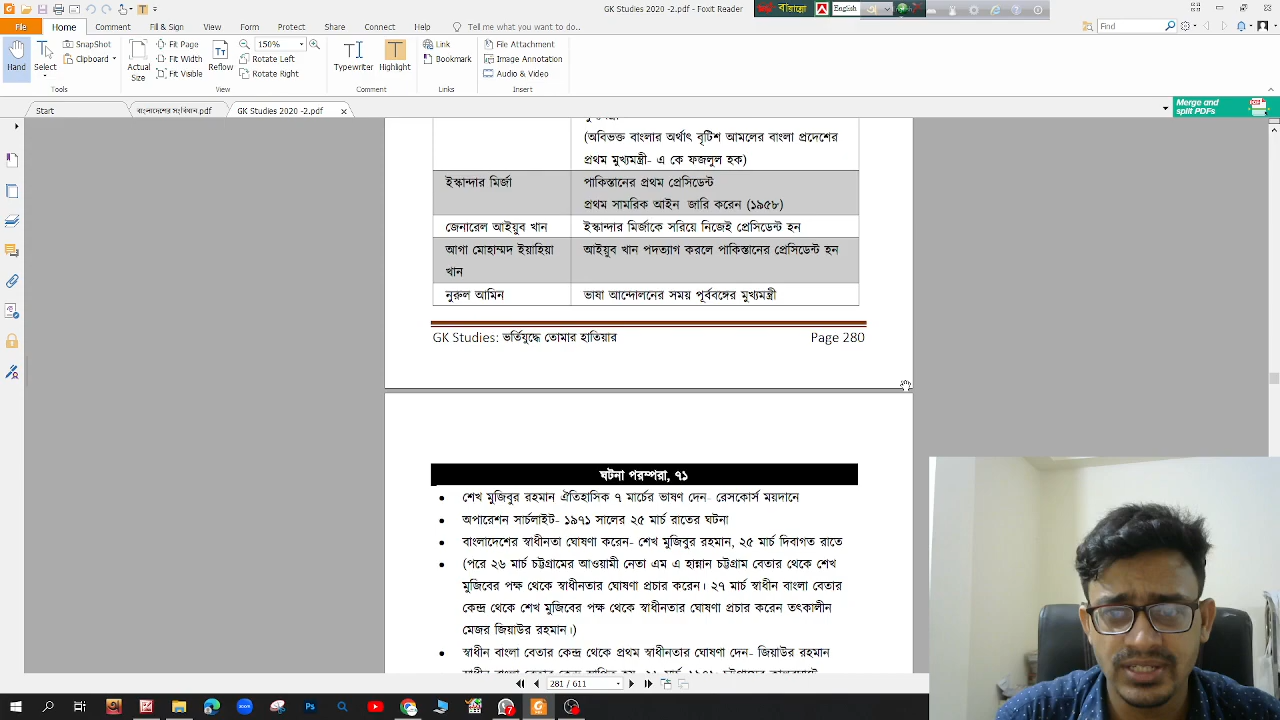 GK Studies 2020 -2.pdf - Foxit Reader
English
File Home Comment Fill & Sign View Form Protect Share Connect Help Tell me what you want to do... Find
Hand Select SnapShot Clipboard Actual Size Fit Page Fit Width Fit Visible Reflow 150% Rotate Left Rotate Right Typewriter Highlight Link Bookmark File Attachment Image Annotation Audio & Video
Tools View Comment Links Insert
Start বাংলাদেশের সংবিধান.pdf GK Studies 2020 -2.pdf Merge and split PDFs
(অবিভক্ত বাংলার অর্থাৎ বৃটিশ আমলের বাংলা প্রদেশের
প্রথম মুখ্যমন্ত্রী- এ কে ফজলুল হক)
ইস্কান্দার মির্জা পাকিস্তানের প্রথম প্রেসিডেন্ট
প্রথম সামরিক আইন জারি করেন (১৯৫৮)
জেনারেল আইয়ুব খান ইস্কান্দার মির্জাকে সরিয়ে নিজেই প্রেসিডেন্ট হন
আগা মোহাম্মদ ইয়াহিয়া আইয়ুব খান পদত্যাগ করলে পাকিস্তানের প্রেসিডেন্ট হন
খান
নুরুল আমিন ভাষা আন্দোলনের সময় পূর্ববঙ্গের মুখ্যমন্ত্রী
GK Studies: ভর্তিযুদ্ধে তোমার হাতিয়ার Page 280
ঘটনা পরম্পরা, ৭১
• শেখ মুজিবুর রহমান ঐতিহাসিক ৭ মার্চের ভাষণ দেন- রেসকোর্স ময়দানে
• অপারেশন সার্চলাইট- ১৯৭১ সালের ২৫ মার্চ রাতের ঘটনা
• বাংলাদেশের স্বাধীনতা ঘোষণা করেন- শেখ মুজিবুর রহমান, ২৫ মার্চ দিবাগত রাতে
• (পরে ২৬ মার্চ চট্টগ্রামের আওয়ামী নেতা এম এ হান্নান চট্টগ্রাম বেতার থেকে শেখ
মুজিবের পক্ষ থেকে স্বাধীনতার ঘোষণা প্রচার করেন। ২৭ মার্চ স্বাধীন বাংলা বেতার
কেন্দ্র থেকে শেখ মুজিবের পক্ষ থেকে স্বাধীনতার ঘোষণা প্রচার করেন তৎকালীন
মেজর জিয়াউর রহমান।)
• স্বাধীন বাংলা বেতার কেন্দ্র থেকে প্রথম স্বাধীনতার ঘোষণা দেন- জিয়াউর রহমান
281 / 611